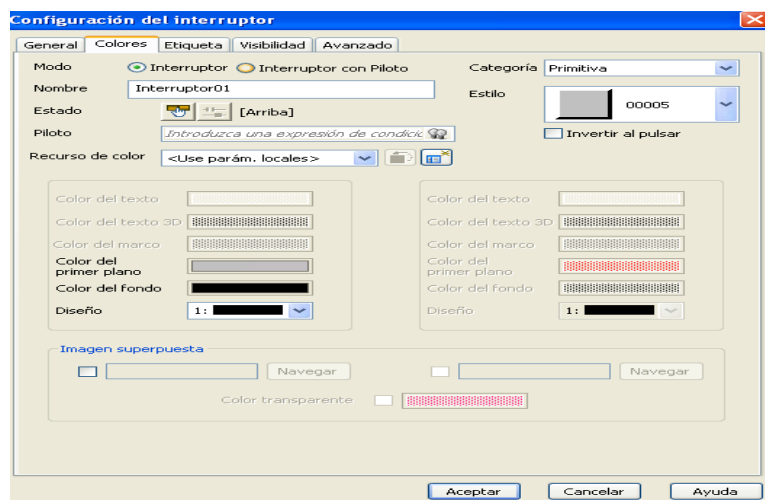 Configuración del interruptor
General Colores Etiqueta Visibilidad Avanzado
Modo Interruptor Interruptor con Piloto Categoría Primitiva
Nombre Interruptor01
Estilo 00005
Estado [Arriba]
Piloto Introduzca una expresión de condic Invertir al pulsar
Recurso de color <Use parám. locales>
Color del texto Color del texto
Color del texto 3D Color del texto 3D
Color del marco Color del marco
Color del primer plano Color del primer plano
Color del fondo Color del fondo
Diseño 1: Diseño 1:
Imagen superpuesta
Navegar Navegar
Color transparente
Aceptar Cancelar Ayuda